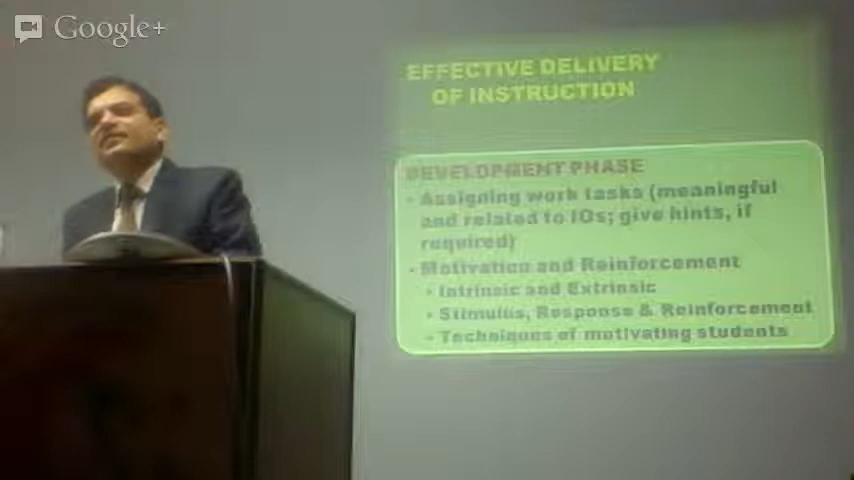 Google+
EFFECTIVE DELIVERY
OF INSTRUCTION
DEVELOPMENT PHASE
• Assigning work tasks (meaningful
and related to IOs; give hints, if
required)
• Motivation and Reinforcement
• Intrinsic and Extrinsic
• Stimulus, Response & Reinforcement
• Techniques of motivating students